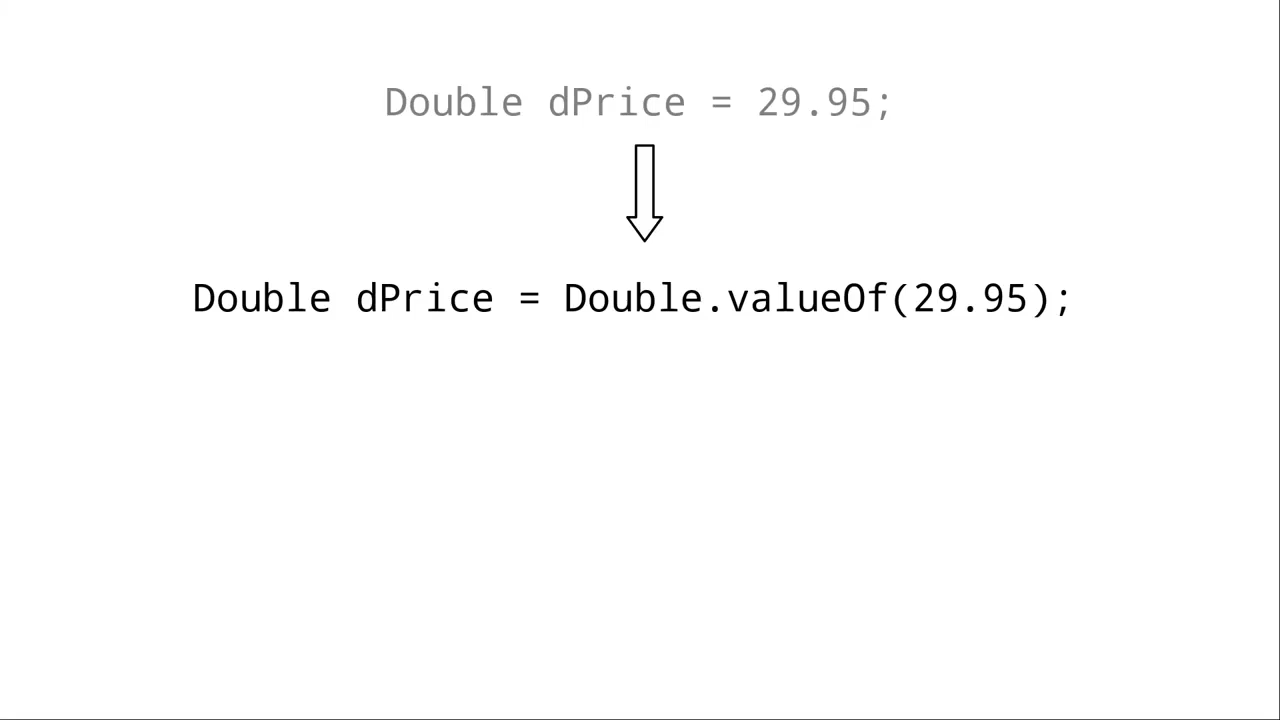 Double dPrice = 29.95;
Double dPrice = Double.valueOf(29.95);